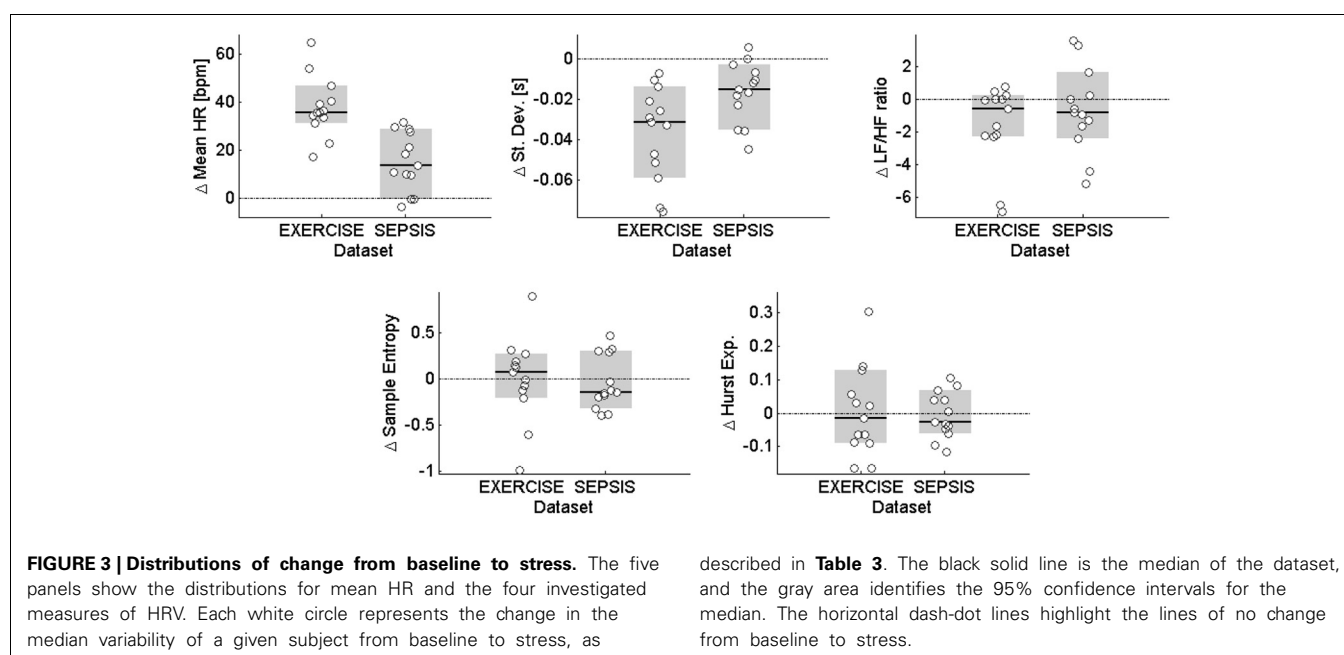 Δ Mean HR [bpm]
60
40
20
0
EXERCISE SEPSIS
Dataset
Δ St. Dev. [s]
0
-0.02
-0.04
-0.06
EXERCISE SEPSIS
Dataset
Δ LF/HF ratio
2
0
-2
-4
-6
EXERCISE SEPSIS
Dataset
Δ Sample Entropy
0.5
0
-0.5
-1
EXERCISE SEPSIS
Dataset
Δ Hurst Exp.
0.3
0.2
0.1
0
-0.1
EXERCISE SEPSIS
Dataset
FIGURE 3 | Distributions of change from baseline to stress. The five
panels show the distributions for mean HR and the four investigated
measures of HRV. Each white circle represents the change in the
median variability of a given subject from baseline to stress, as
described in Table 3. The black solid line is the median of the dataset,
and the gray area identifies the 95% confidence intervals for the
median. The horizontal dash-dot lines highlight the lines of no change
from baseline to stress.